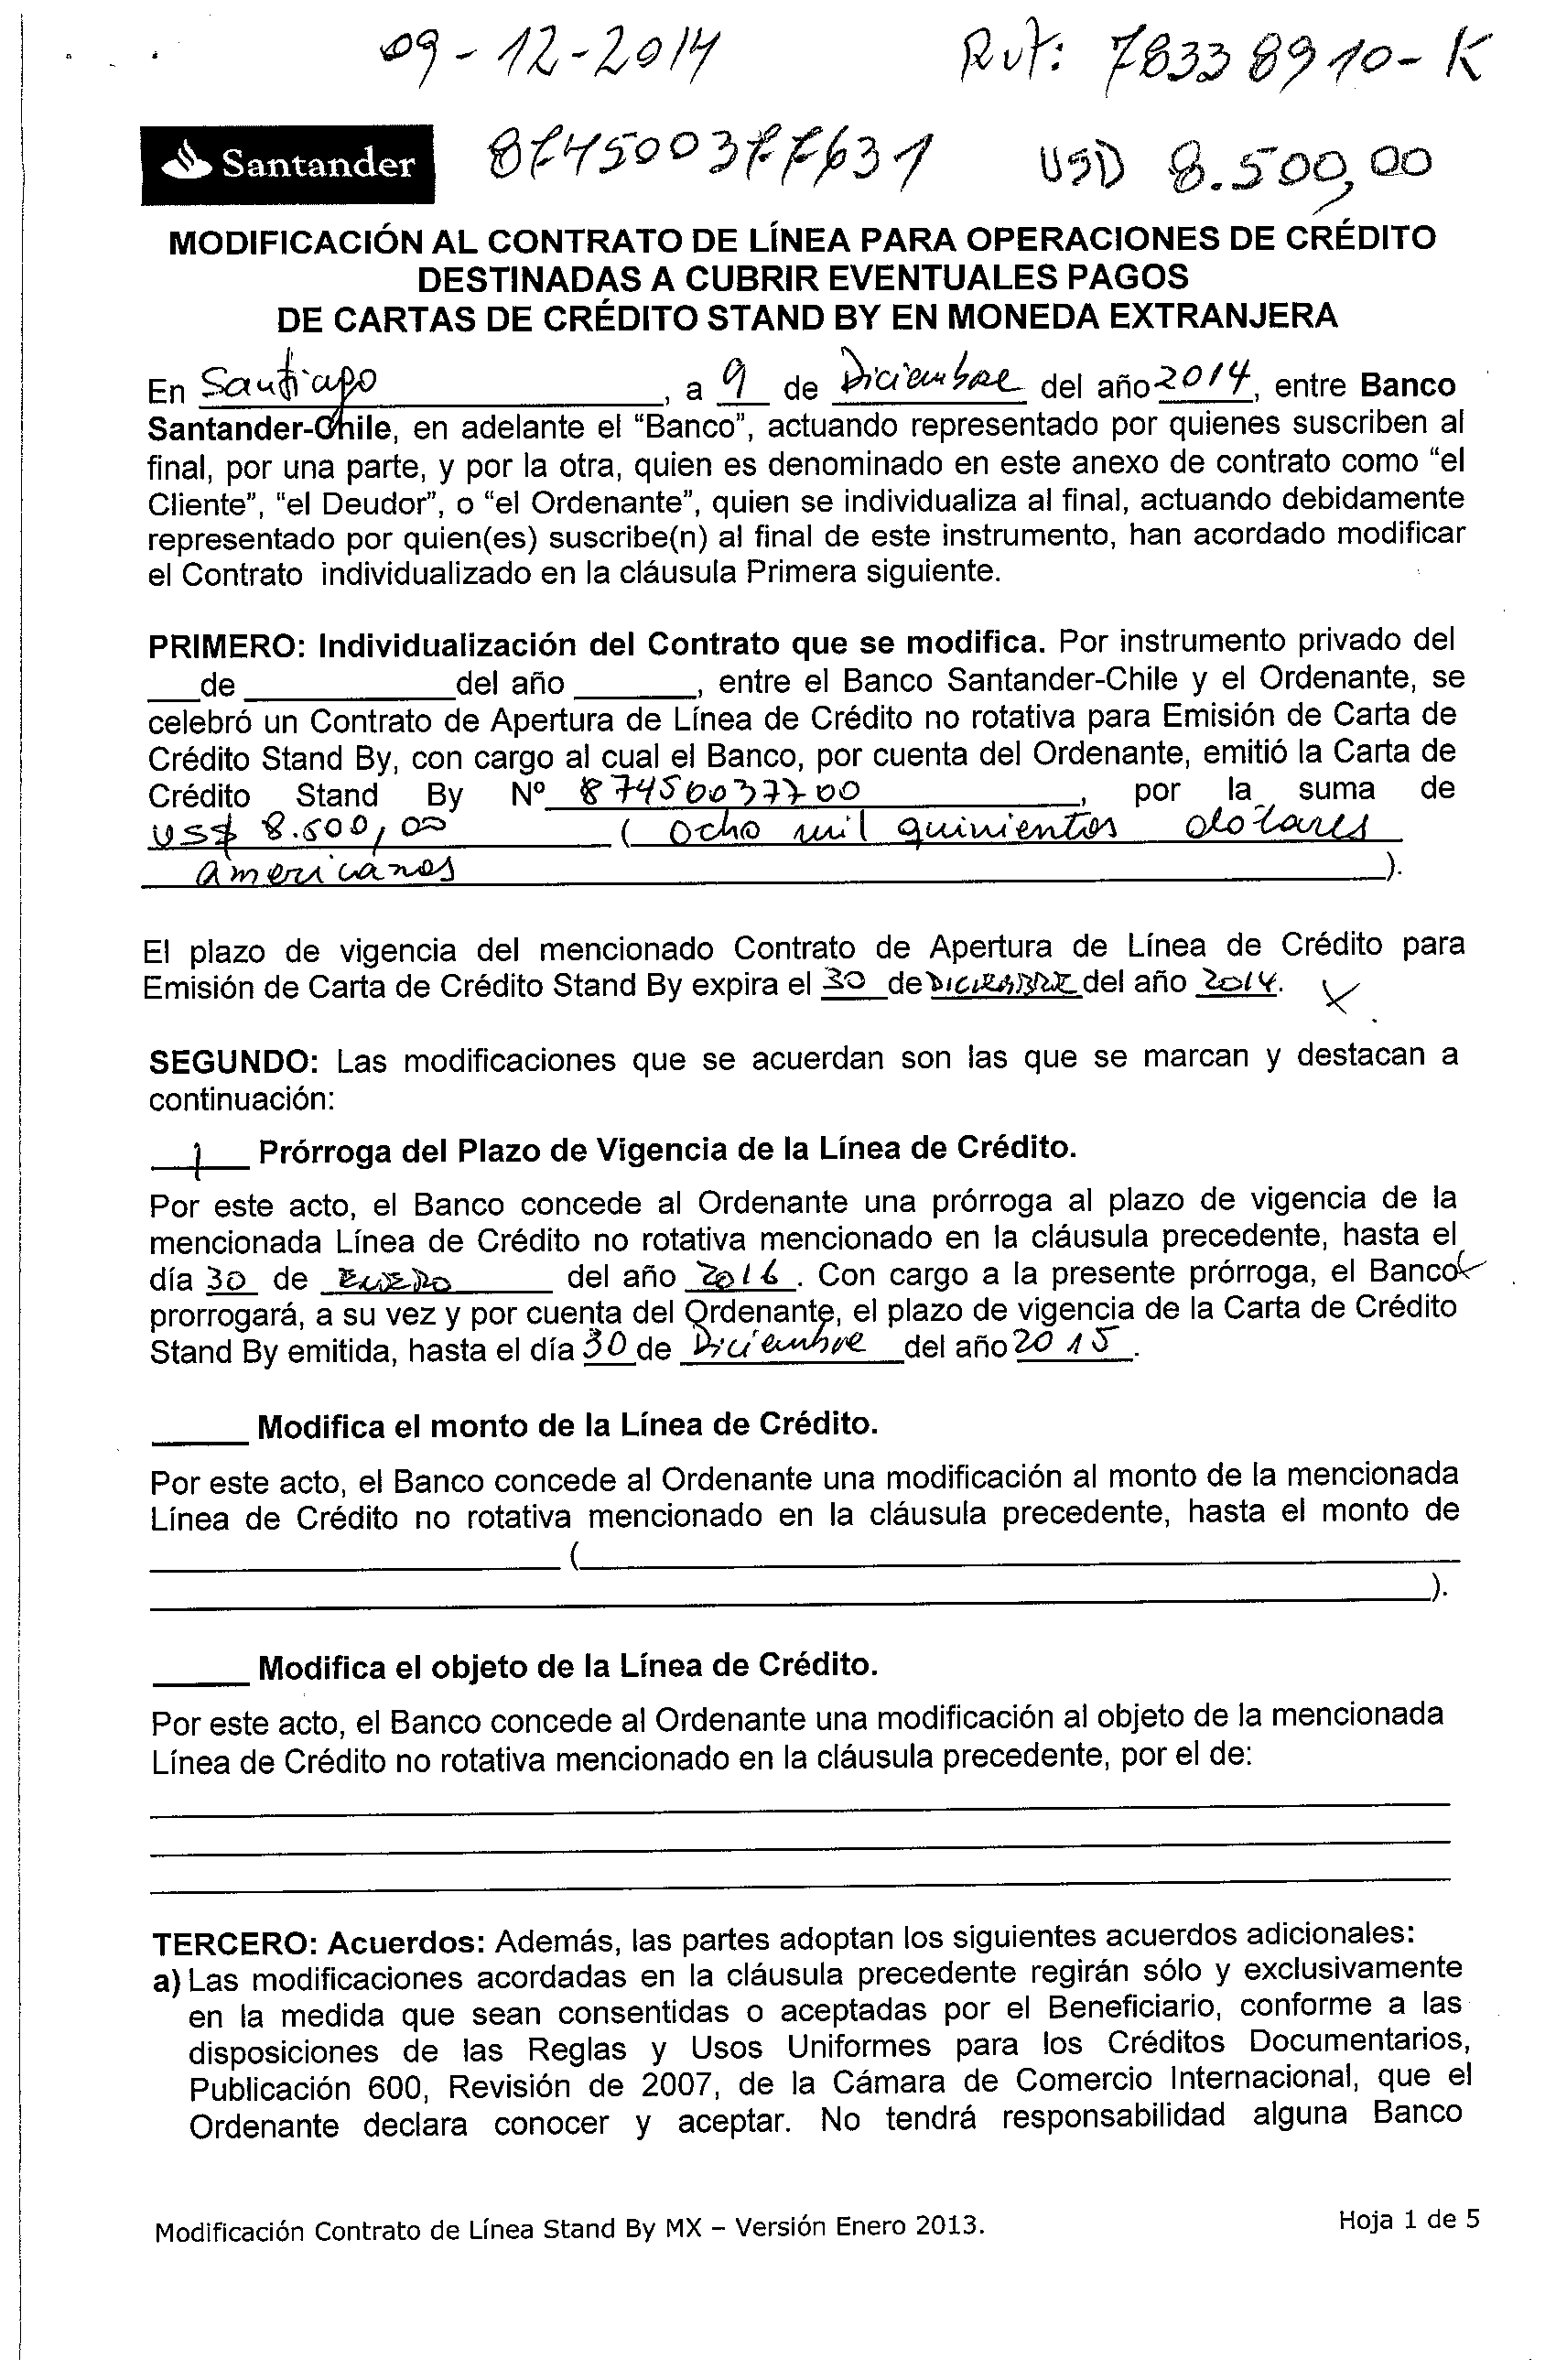 09-12-2014 Rut: 78338910-K
Santander 874500377631 USD 8.500,00
MODIFICACIÓN AL CONTRATO DE LÍNEA PARA OPERACIONES DE CRÉDITO
DESTINADAS A CUBRIR EVENTUALES PAGOS
DE CARTAS DE CRÉDITO STAND BY EN MONEDA EXTRANJERA
En Santiago, a 9 de Diciembre del año 2014, entre Banco
Santander-Chile, en adelante el “Banco”, actuando representado por quienes suscriben al
final, por una parte, y por la otra, quien es denominado en este anexo de contrato como “el
Cliente”, “el Deudor”, o “el Ordenante”, quien se individualiza al final, actuando debidamente
representado por quien(es) suscribe(n) al final de este instrumento, han acordado modificar
el Contrato individualizado en la cláusula Primera siguiente.
PRIMERO: Individualización del Contrato que se modifica. Por instrumento privado del
___de ____________del año _______, entre el Banco Santander-Chile y el Ordenante, se
celebró un Contrato de Apertura de Línea de Crédito no rotativa para Emisión de Carta de
Crédito Stand By, con cargo al cual el Banco, por cuenta del Ordenante, emitió la Carta de
Crédito Stand By Nº 87450037700, por la suma de
US$ 8.500,00 ( Ocho mil quinientos dolares
americanos ).
El plazo de vigencia del mencionado Contrato de Apertura de Línea de Crédito para
Emisión de Carta de Crédito Stand By expira el 30 de DICIEMBRE del año 2014.
SEGUNDO: Las modificaciones que se acuerdan son las que se marcan y destacan a
continuación:
Prórroga del Plazo de Vigencia de la Línea de Crédito.
Por este acto, el Banco concede al Ordenante una prórroga al plazo de vigencia de la
mencionada Línea de Crédito no rotativa mencionado en la cláusula precedente, hasta el
día 30 de ENERO del año 2016. Con cargo a la presente prórroga, el Banco
prorrogará, a su vez y por cuenta del Ordenante, el plazo de vigencia de la Carta de Crédito
Stand By emitida, hasta el día 30 de Diciembre del año 2015.
_____ Modifica el monto de la Línea de Crédito.
Por este acto, el Banco concede al Ordenante una modificación al monto de la mencionada
Línea de Crédito no rotativa mencionado en la cláusula precedente, hasta el monto de
______________________(______________________
______________________).
_____ Modifica el objeto de la Línea de Crédito.
Por este acto, el Banco concede al Ordenante una modificación al objeto de la mencionada
Línea de Crédito no rotativa mencionado en la cláusula precedente, por el de:
TERCERO: Acuerdos: Además, las partes adoptan los siguientes acuerdos adicionales:
a) Las modificaciones acordadas en la cláusula precedente regirán sólo y exclusivamente
en la medida que sean consentidas o aceptadas por el Beneficiario, conforme a las
disposiciones de las Reglas y Usos Uniformes para los Créditos Documentarios,
Publicación 600, Revisión de 2007, de la Cámara de Comercio Internacional, que el
Ordenante declara conocer y aceptar. No tendrá responsabilidad alguna Banco
Modificación Contrato de Línea Stand By MX – Versión Enero 2013. Hoja 1 de 5